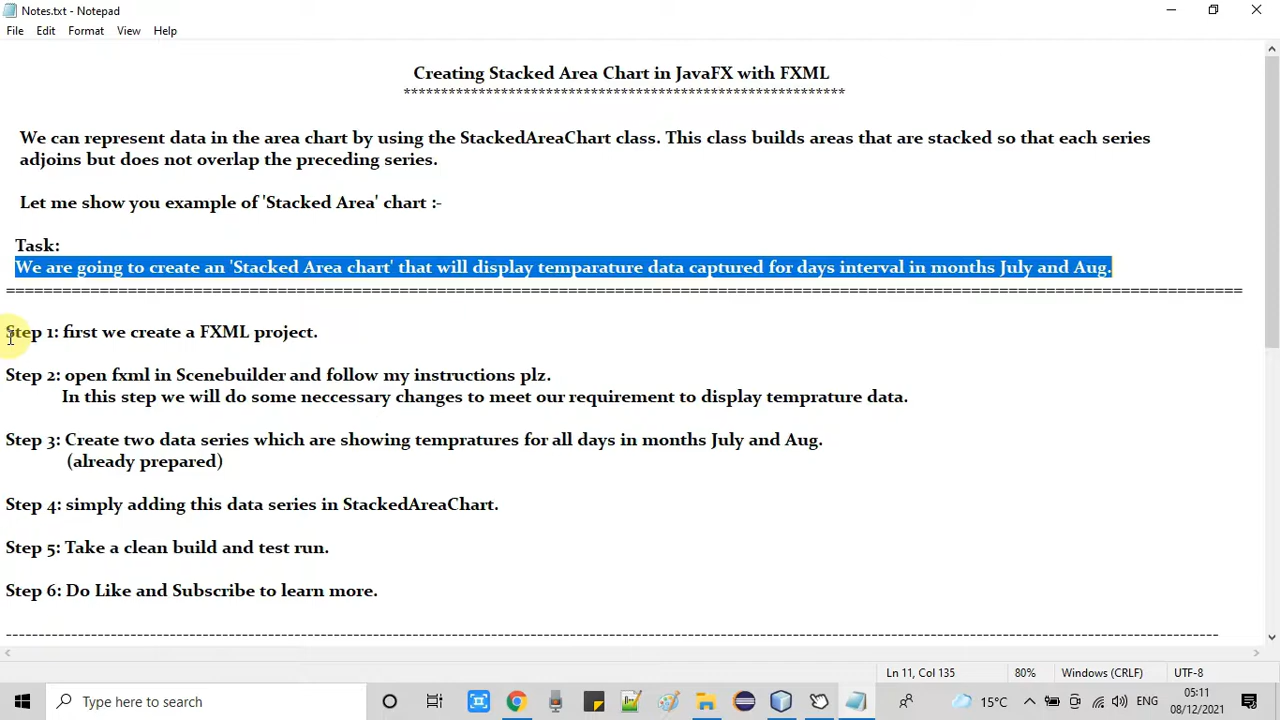 Notes.txt - Notepad
File Edit Format View Help
Creating Stacked Area Chart in JavaFX with FXML
***********************************************************
We can represent data in the area chart by using the StackedAreaChart class. This class builds areas that are stacked so that each series
adjoins but does not overlap the preceding series.
Let me show you example of 'Stacked Area' chart :-
Task:
We are going to create an 'Stacked Area chart' that will display temparature data captured for days interval in months July and Aug.
====================================================================================================================================
Step 1: first we create a FXML project.
Step 2: open fxml in Scenebuilder and follow my instructions plz.
In this step we will do some neccessary changes to meet our requirement to display temprature data.
Step 3: Create two data series which are showing tempratures for all days in months July and Aug.
(already prepared)
Step 4: simply adding this data series in StackedAreaChart.
Step 5: Take a clean build and test run.
Step 6: Do Like and Subscribe to learn more.
--------------------------------------------------------------------------------------------------------------------------------------------------------------
Ln 11, Col 135 80% Windows (CRLF) UTF-8
Type here to search
15°C ENG
05:11
08/12/2021